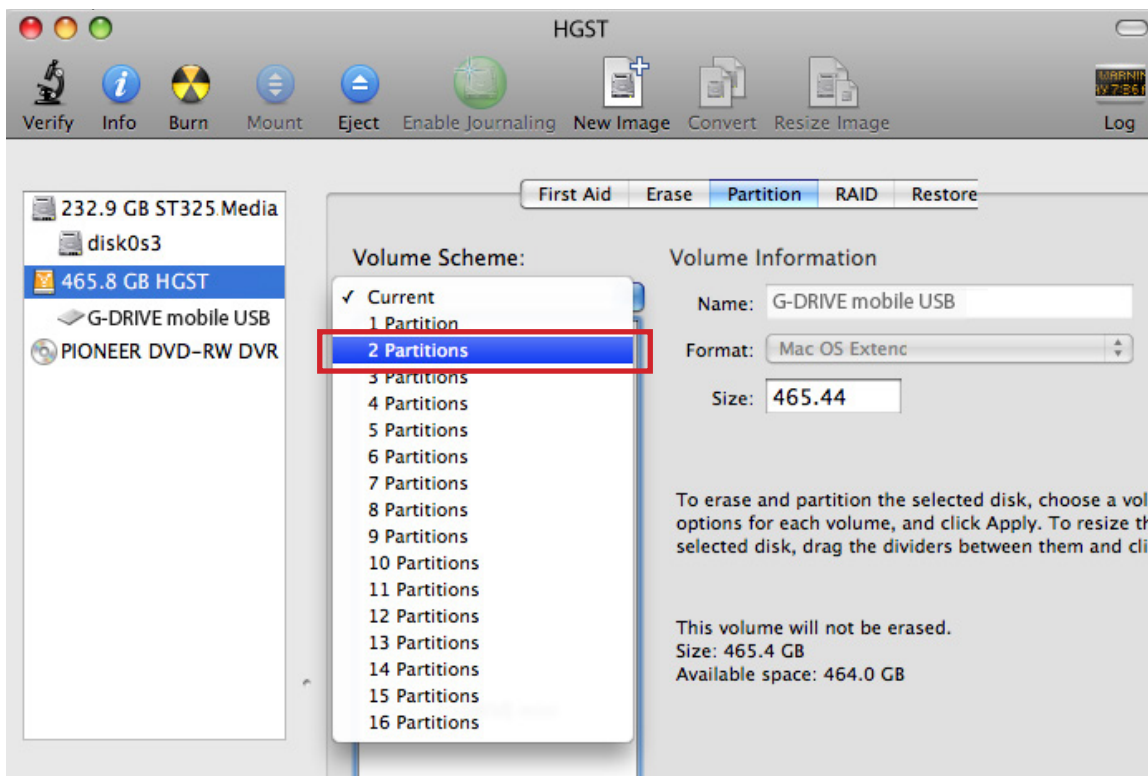 HGST
Verify Info Burn Mount Eject Enable Journaling New Image Convert Resize Image Log
WARNIN
First Aid Erase Partition RAID Restore
232.9 GB ST325.Media
disk0s3
465.8 GB HGST
G-DRIVE mobile USB
PIONEER DVD-RW DVR
Volume Scheme:
✓ Current
1 Partition
2 Partitions
3 Partitions
4 Partitions
5 Partitions
6 Partitions
7 Partitions
8 Partitions
9 Partitions
10 Partitions
11 Partitions
12 Partitions
13 Partitions
14 Partitions
15 Partitions
16 Partitions
Volume Information
Name: G-DRIVE mobile USB
Format: Mac OS Extenc
Size: 465.44
To erase and partition the selected disk, choose a vol
options for each volume, and click Apply. To resize th
selected disk, drag the dividers between them and cli
This volume will not be erased.
Size: 465.4 GB
Available space: 464.0 GB